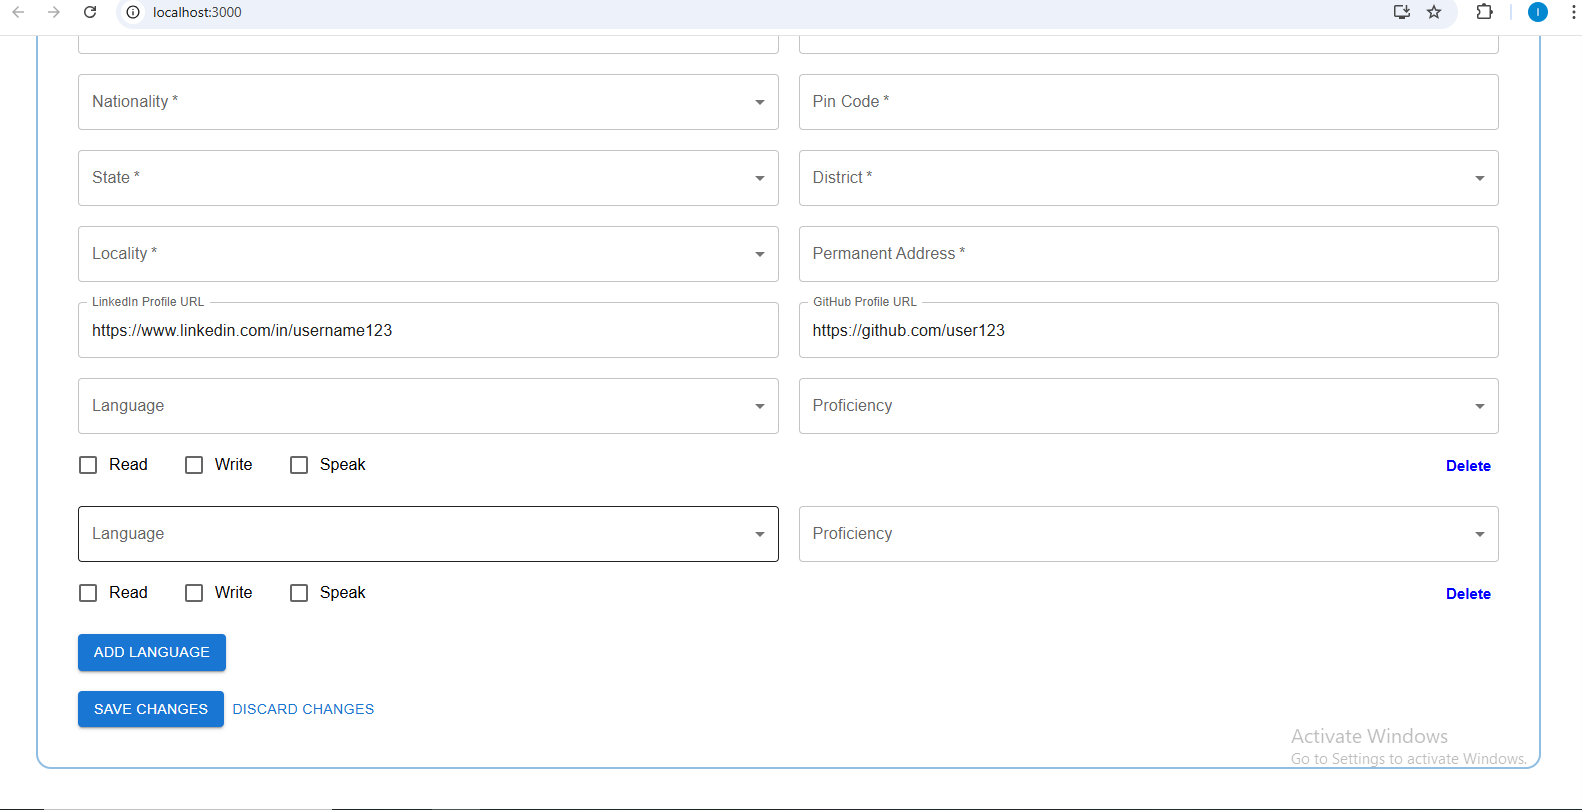 localhost:3000
I
Nationality * Pin Code *
State * District *
Locality * Permanent Address *
LinkedIn Profile URL GitHub Profile URL
https://www.linkedin.com/in/username123 https://github.com/user123
Language Proficiency
Read Write Speak Delete
Language Proficiency
Read Write Speak Delete
ADD LANGUAGE
SAVE CHANGES DISCARD CHANGES
Activate Windows
Go to Settings to activate Windows.